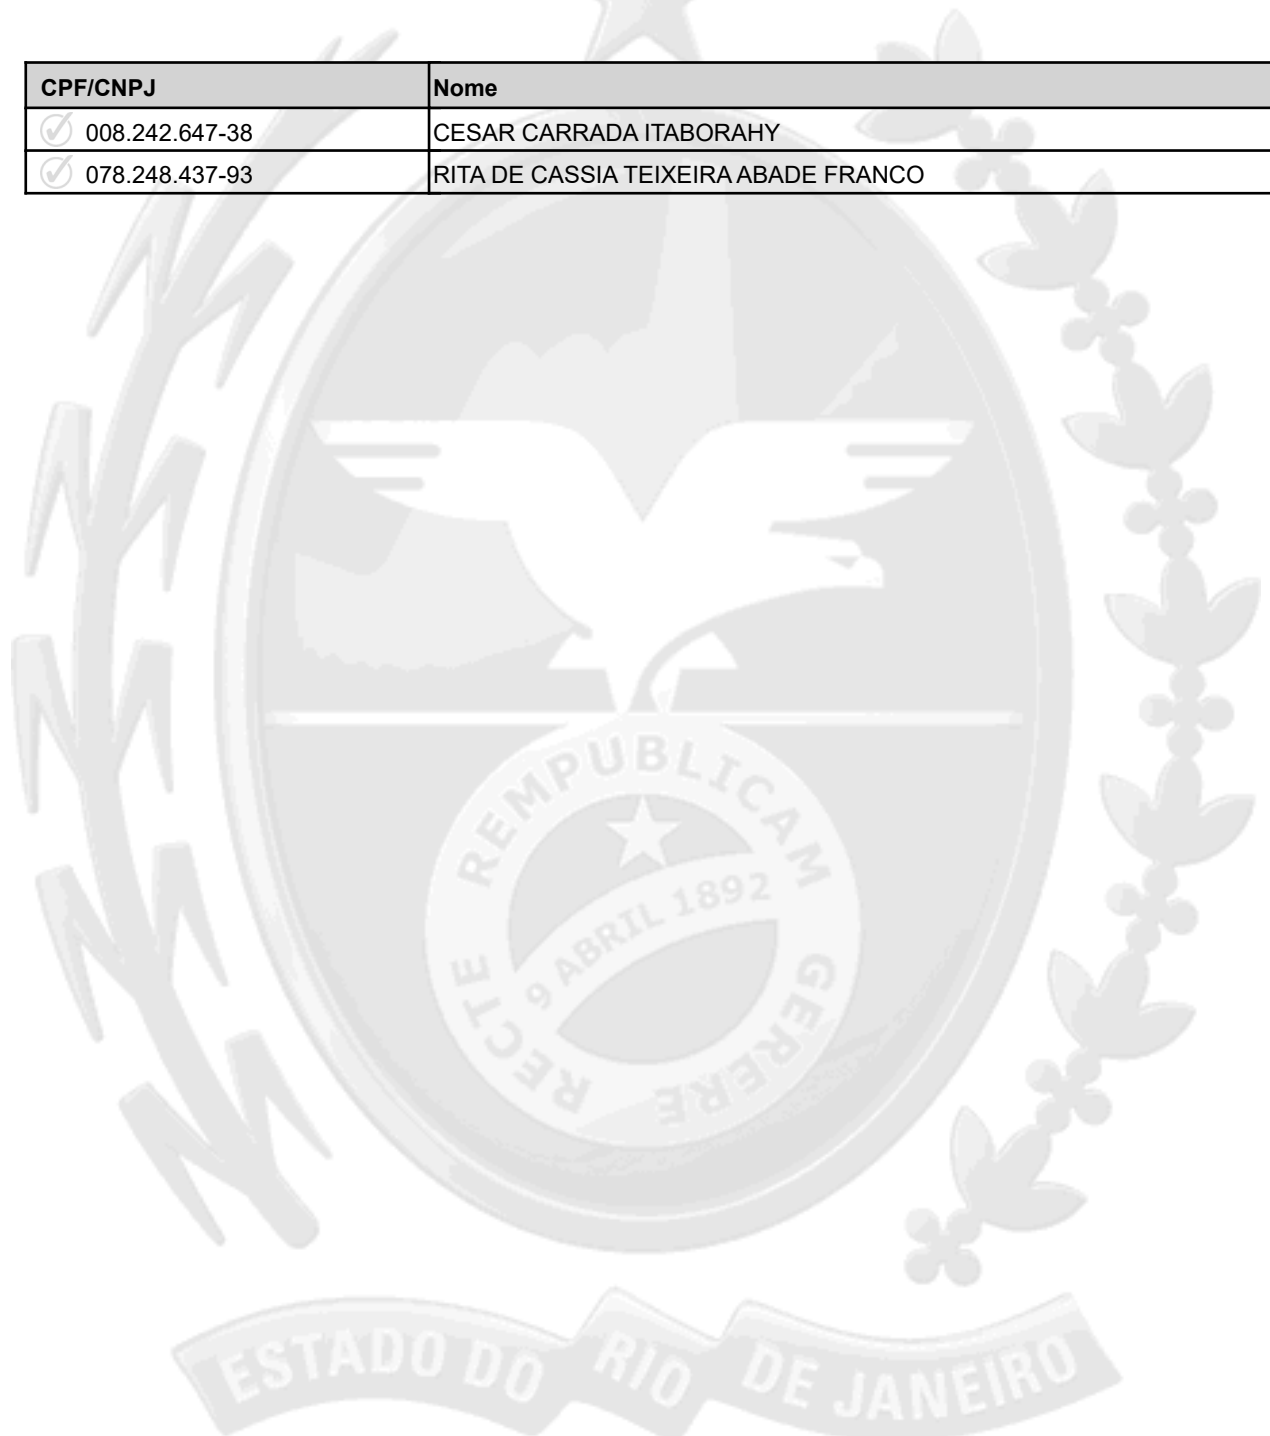 CPF/CNPJ Nome
008.242.647-38 CESAR CARRADA ITABORAHY
078.248.437-93 RITA DE CASSIA TEIXEIRA ABADE FRANCO
REMPUBLICAM
9 ABRIL 1892
RECTE GERERE
ESTADO DO RIO DE JANEIRO